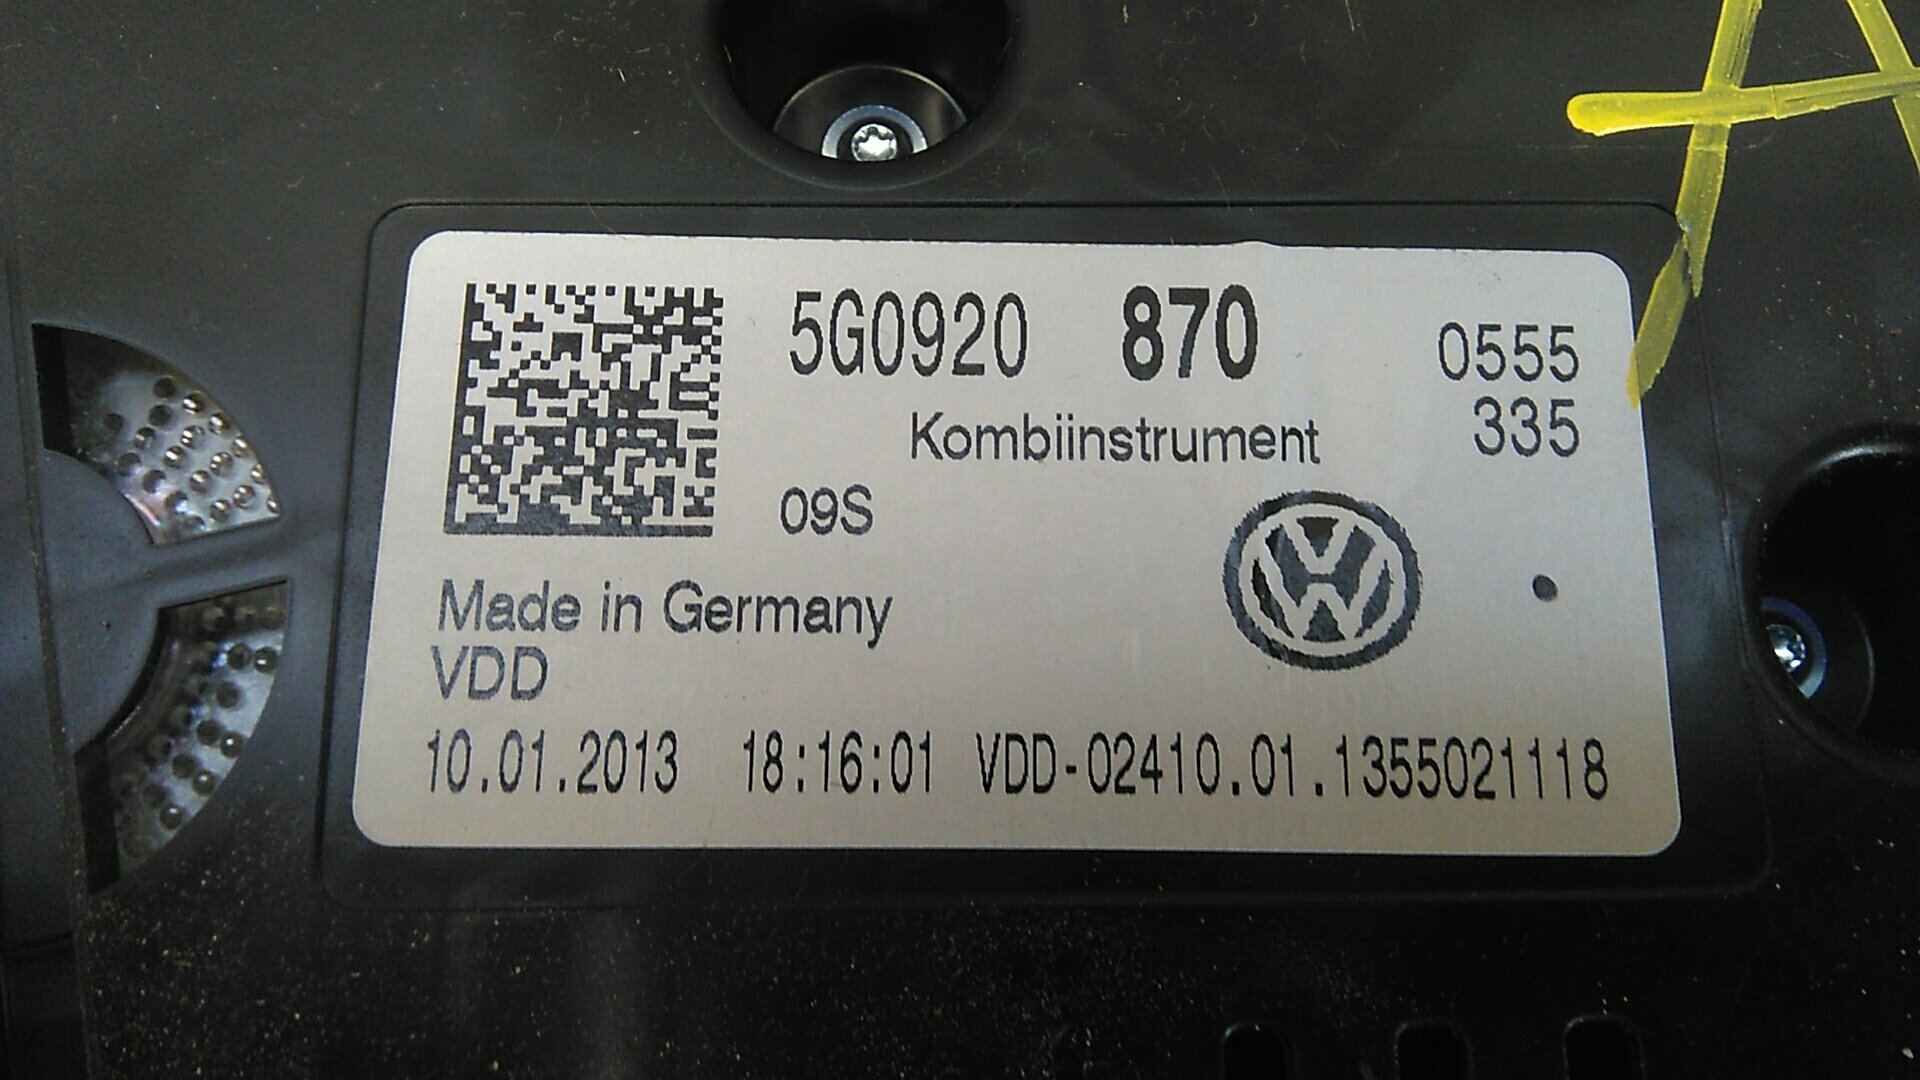 5G0920 870 0555
Kombiinstrument 335
09S
Made in Germany
VDD
10.01.2013 18:16:01 VDD-02410.01.1355021118
A